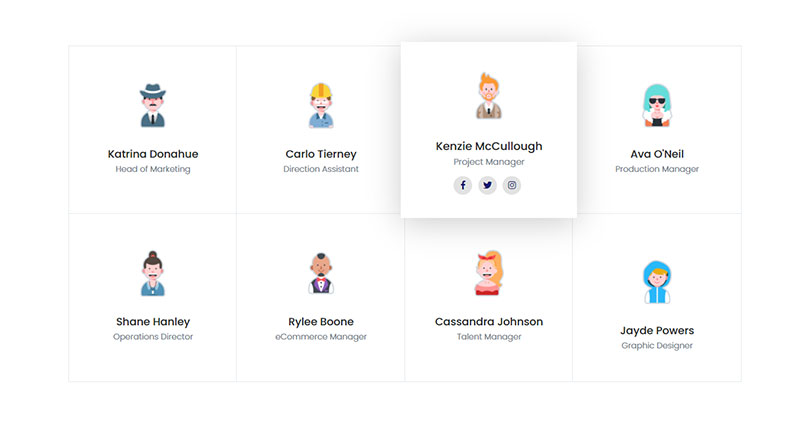 Katrina Donahue
Head of Marketing
Carlo Tierney
Direction Assistant
Kenzie McCullough
Project Manager
Ava O'Neil
Production Manager
Shane Hanley
Operations Director
Rylee Boone
eCommerce Manager
Cassandra Johnson
Talent Manager
Jayde Powers
Graphic Designer